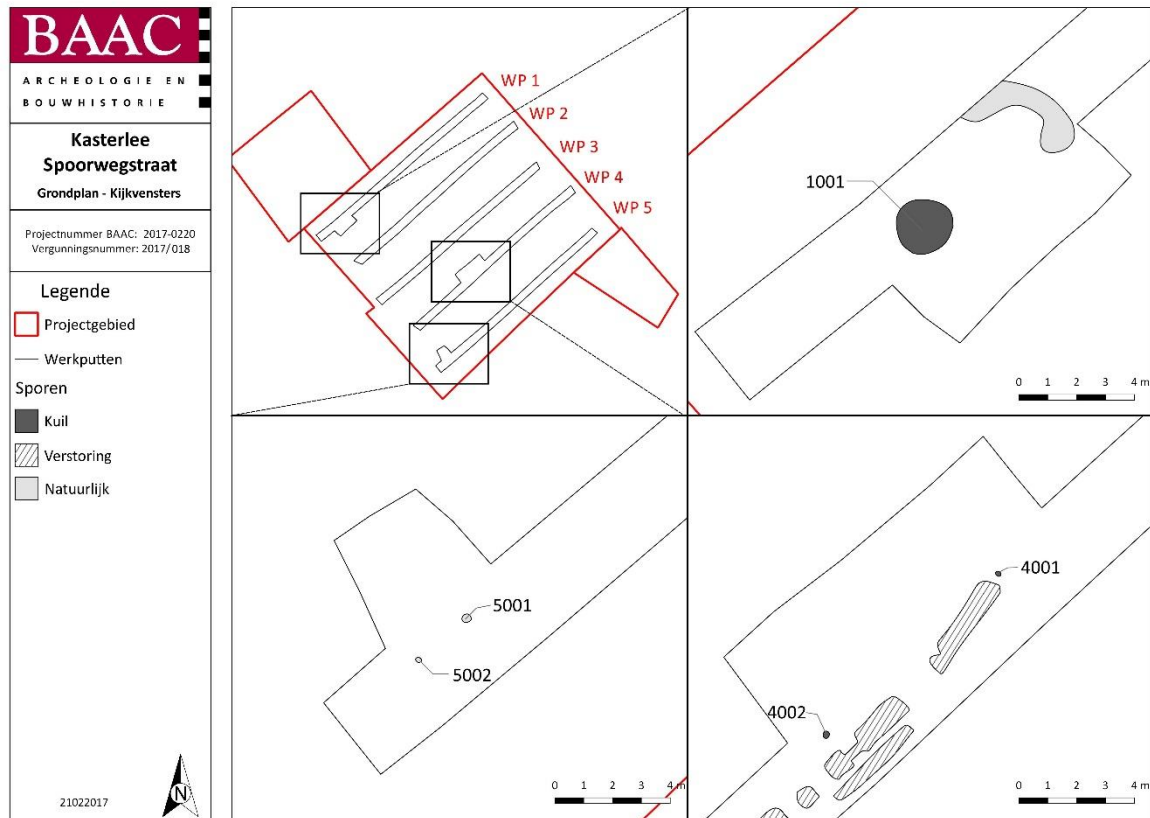 BAAC
ARCHEOLOGIE EN
BOUWHISTORIE
Kasterlee
Spoorwegstraat
Grondplan - Kijkvensters
Projectnummer BAAC: 2017-0220
Vergunningsnummer: 2017/018
Legende
Projectgebied
Werkputten
Sporen
Kuil
Verstoring
Natuurlijk
21022017
N
WP 1
WP 2
WP 3
WP 4
WP 5
1001
0 1 2 3 4 m
5001
5002
0 1 2 3 4 m
4001
4002
0 1 2 3 4 m